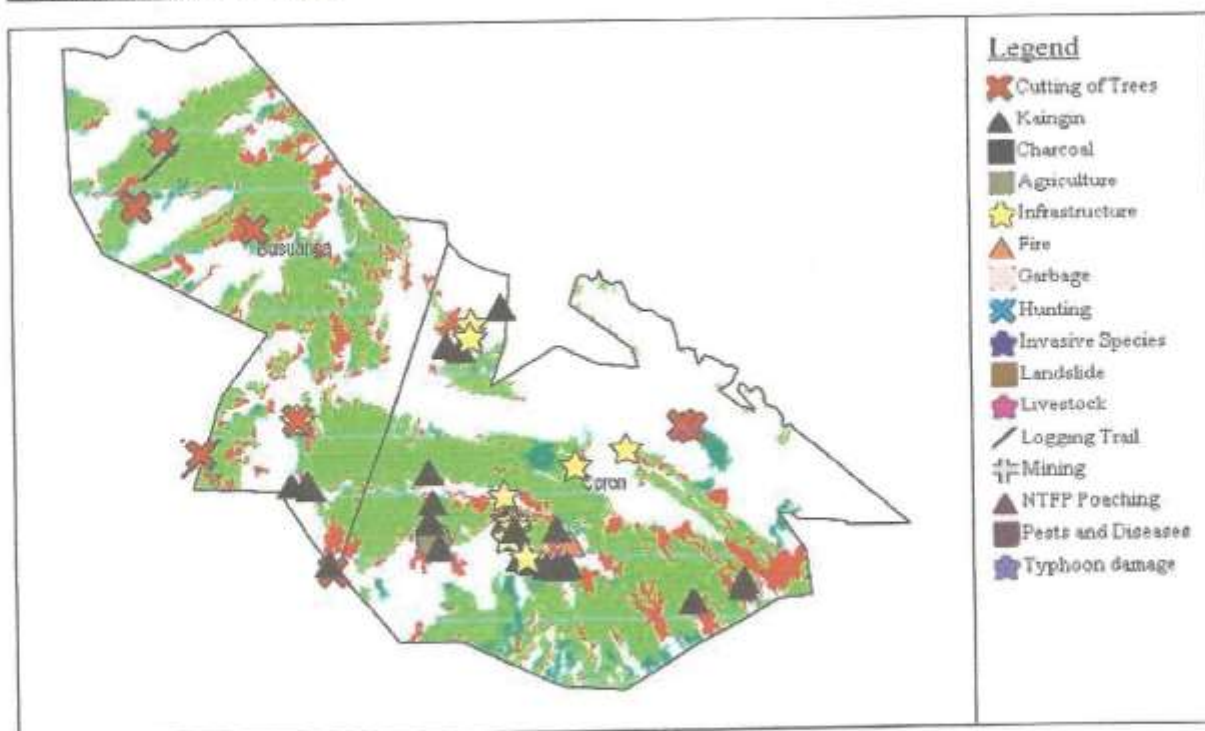 Legend
Cutting of Trees
Kaingin
Charcoal
Agriculture
Infrastructure
Fire
Garbage
Hunting
Invasive Species
Landslide
Livestock
Logging Trail
Mining
NTFP Poaching
Pests and Diseases
Typhoon damage
Busuanga
Coron